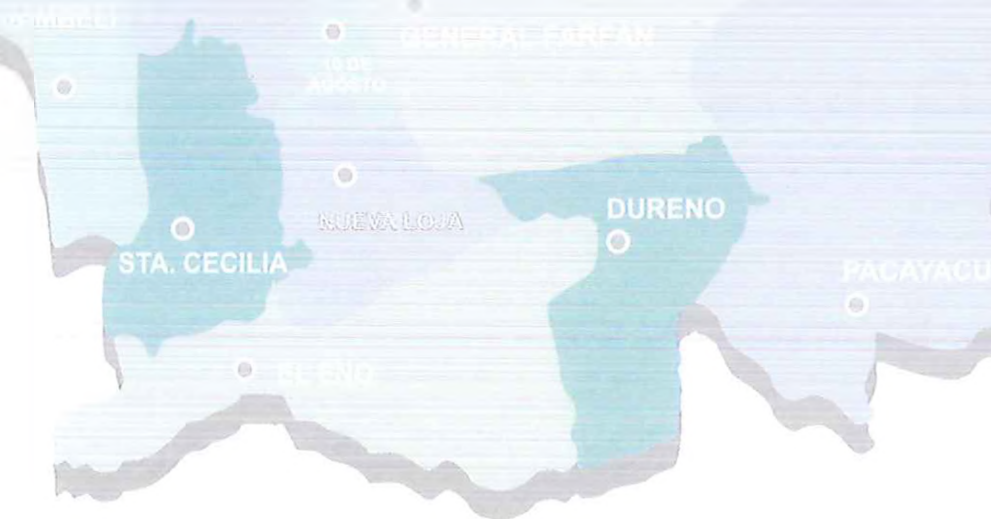 GENERAL FARFAN
10 DE
AGOSTO
DURENO
NUEVA LOJA
STA. CECILIA
PACAYACU
EL ENO